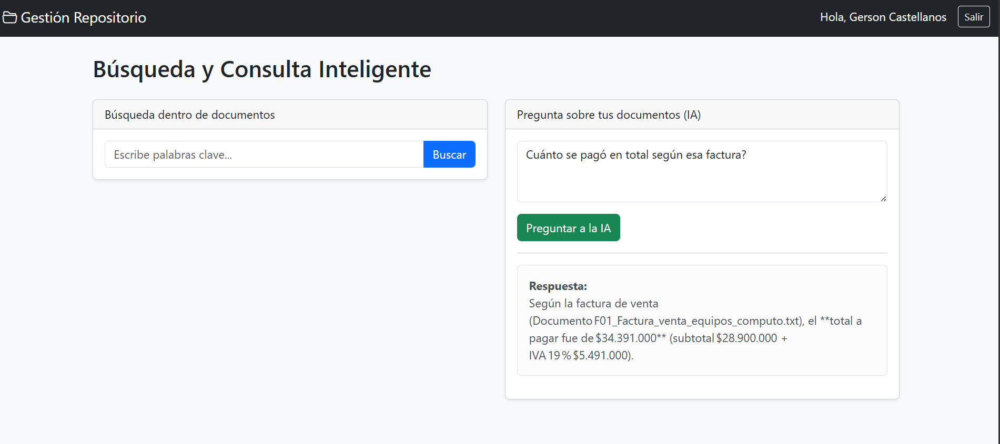 Gestión Repositorio
Hola, Gerson Castellanos
Salir
Búsqueda y Consulta Inteligente
Búsqueda dentro de documentos
Escribe palabras clave...
Buscar
Pregunta sobre tus documentos (IA)
Cuánto se pagó en total según esa factura?
Preguntar a la IA
Respuesta:
Según la factura de venta
(Documento F01_Factura_venta_equipos_computo.txt), el **total a
pagar fue de $34.391.000** (subtotal $28.900.000 +
IVA 19 % $5.491.000).